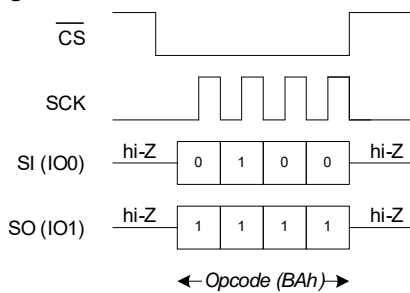 CS
SCK
hi-Z hi-Z
SI (IO0) 0 1 0 0
hi-Z hi-Z
SO (IO1) 1 1 1 1
Opcode (BAh)